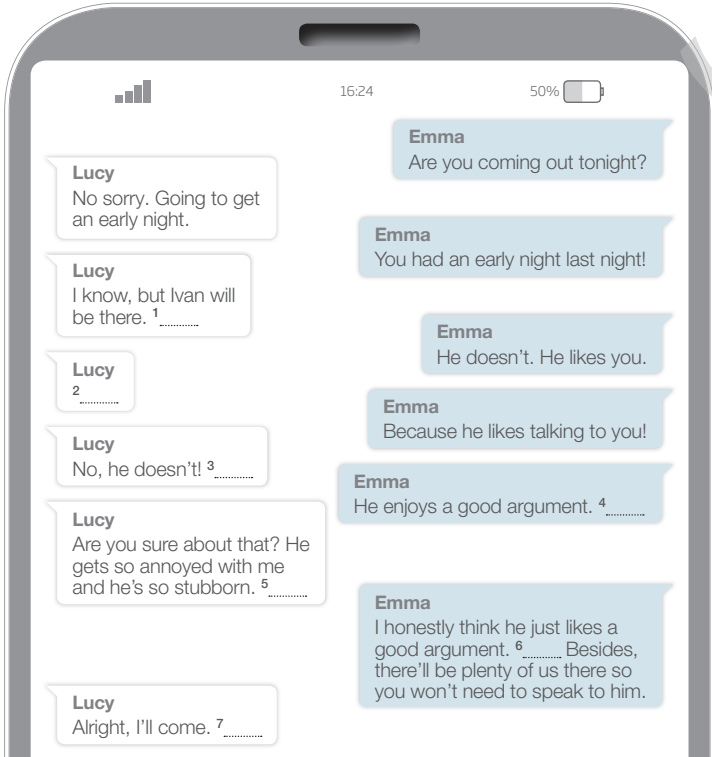 16:24
50%
Emma
Are you coming out tonight?
Lucy
No sorry. Going to get
an early night.
Emma
You had an early night last night!
Lucy
I know, but Ivan will
be there. 1..........
Emma
He doesn't. He likes you.
Lucy
2..........
Emma
Because he likes talking to you!
Lucy
No, he doesn't! 3..........
Emma
He enjoys a good argument. 4..........
Lucy
Are you sure about that? He
gets so annoyed with me
and he's so stubborn. 5..........
Emma
I honestly think he just likes a
good argument. 6.......... Besides,
there'll be plenty of us there so
you won't need to speak to him.
Lucy
Alright, I'll come. 7..........